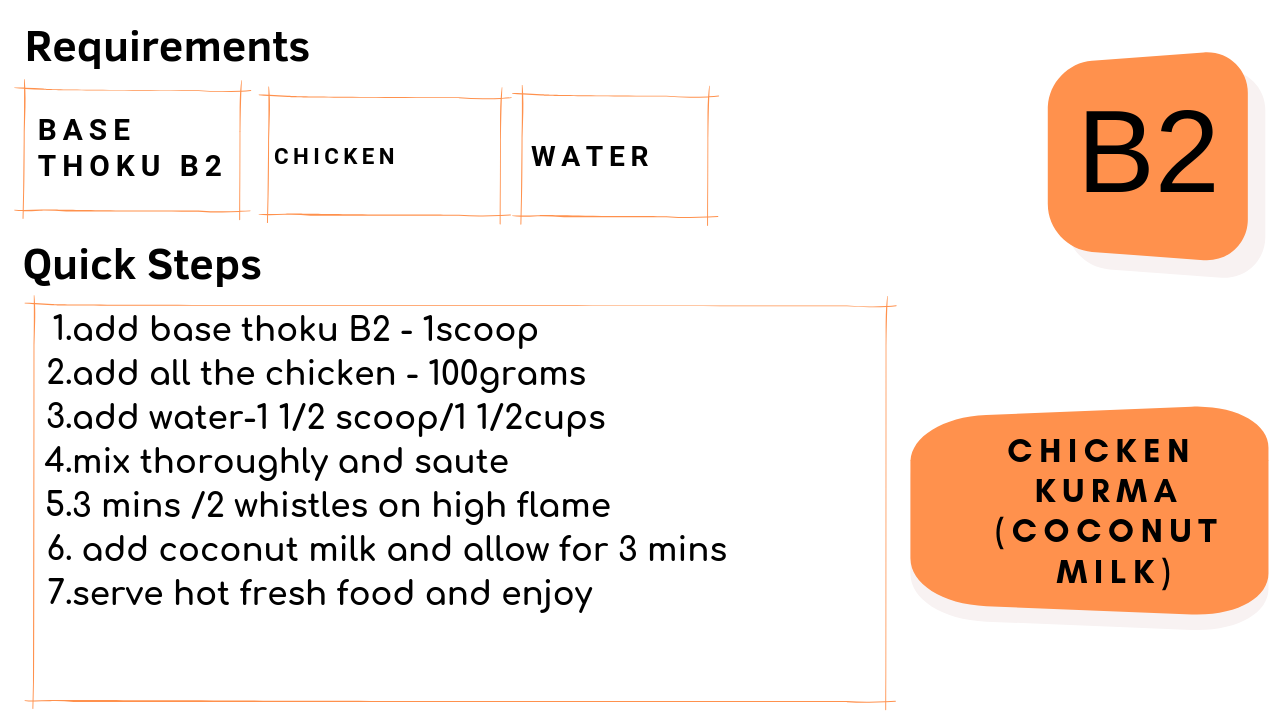 Requirements
BASE
THOKU B2
CHICKEN
WATER
B2
Quick Steps
1.add base thoku B2 - 1scoop
2.add all the chicken - 100grams
3.add water-1 1/2 scoop/1 1/2cups
4.mix thoroughly and saute
5.3 mins /2 whistles on high flame
6. add coconut milk and allow for 3 mins
7.serve hot fresh food and enjoy
CHICKEN
KURMA
(COCONUT
MILK)